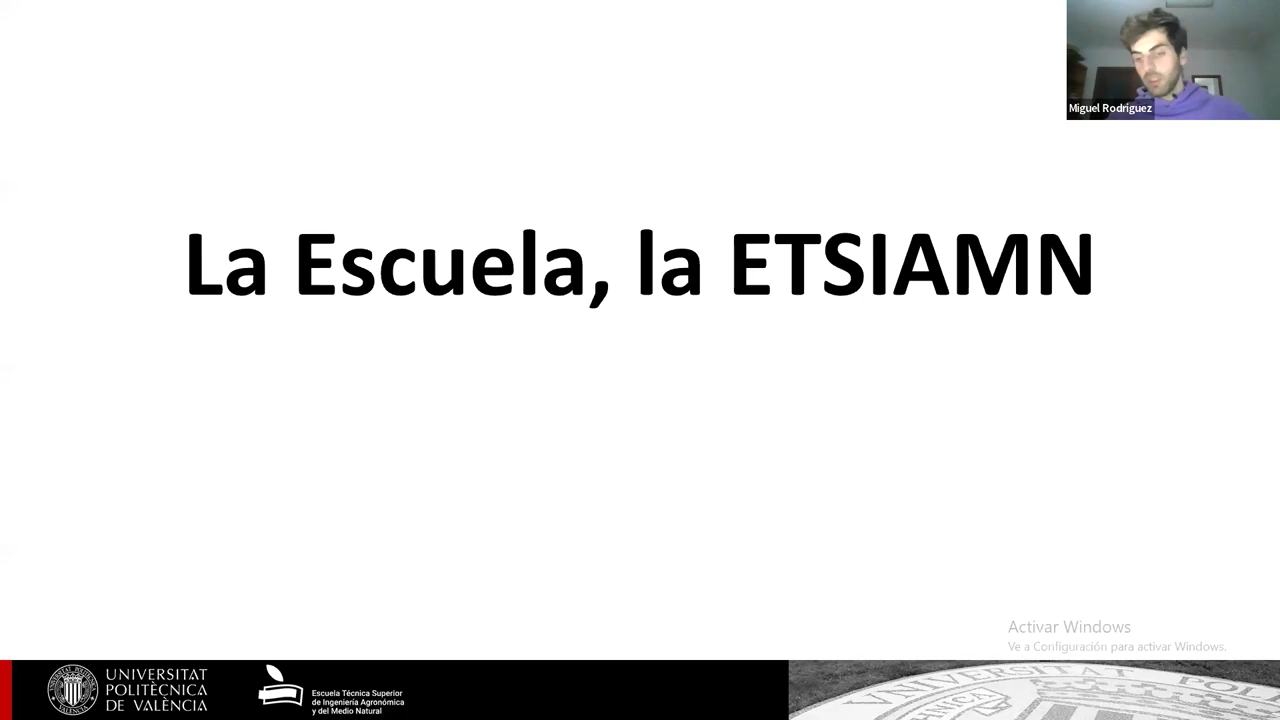 Miguel Rodríguez
La Escuela, la ETSIAMN
Activar Windows
Ve a Configuración para activar Windows.
UNIVERSITAT
POLITÈCNICA
DE VALÈNCIA
Escuela Técnica Superior
de Ingeniería Agronómica
y del Medio Natural